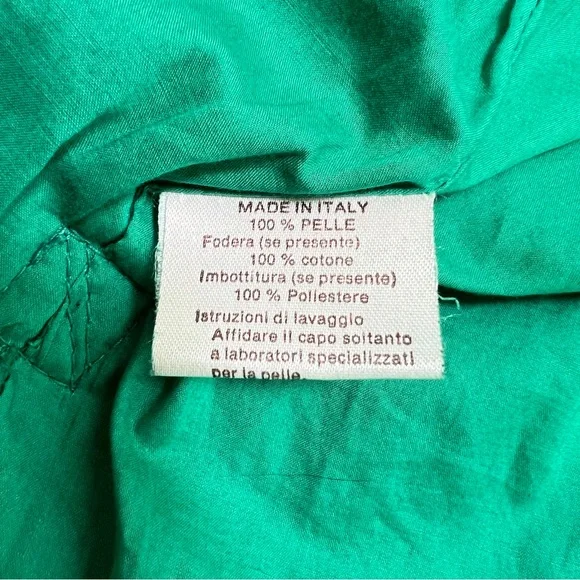 MADE IN ITALY
100 % PELLE
Fodera (se presente)
100 % cotone
Imbottitura (se presente)
100 % Poliestere
Istruzioni di lavaggio
Affidare il capo soltanto
a laboratori specializzati
per la pelle.